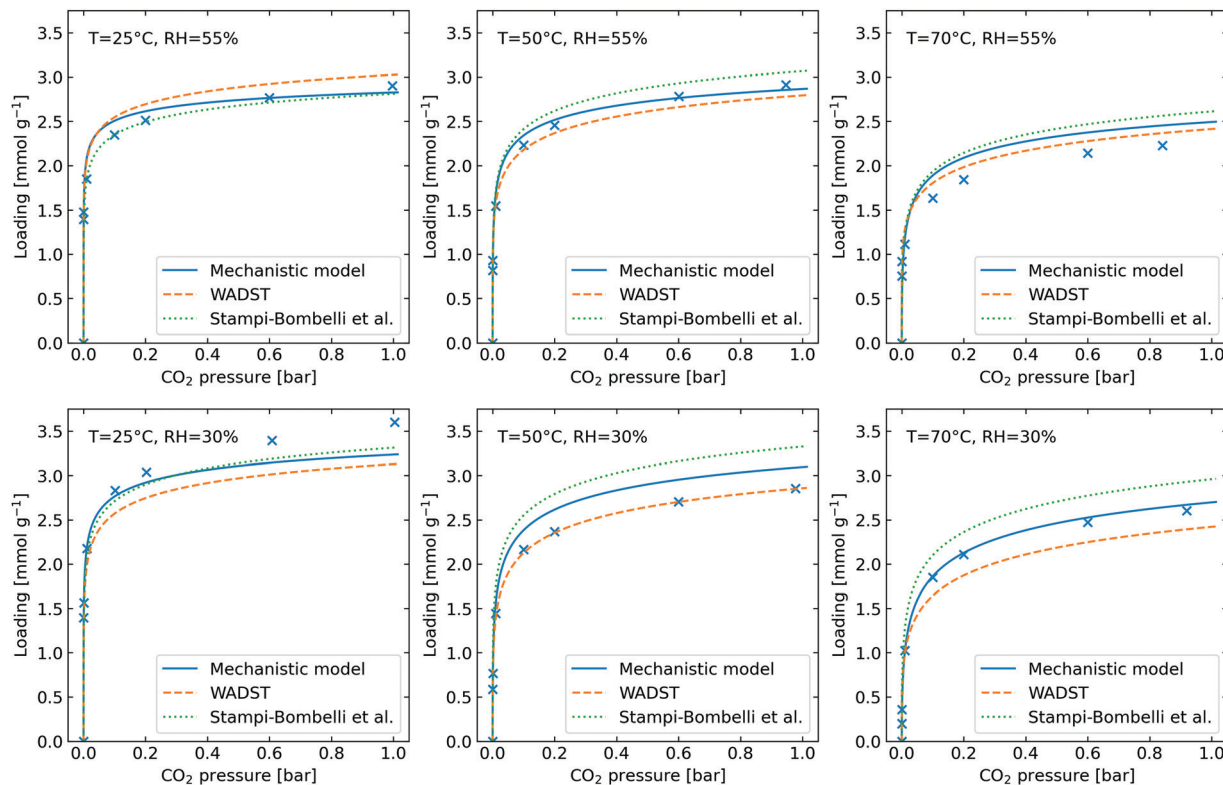 T=25°C, RH=55%
3.5
3.0
2.5
2.0
1.5
1.0
0.5
0.0
Loading [mmol g⁻¹]
Mechanistic model
WADST
Stampi-Bombelli et al.
0.0 0.2 0.4 0.6 0.8 1.0
CO₂ pressure [bar]
T=50°C, RH=55%
3.5
3.0
2.5
2.0
1.5
1.0
0.5
0.0
Loading [mmol g⁻¹]
Mechanistic model
WADST
Stampi-Bombelli et al.
0.0 0.2 0.4 0.6 0.8 1.0
CO₂ pressure [bar]
T=70°C, RH=55%
3.5
3.0
2.5
2.0
1.5
1.0
0.5
0.0
Loading [mmol g⁻¹]
Mechanistic model
WADST
Stampi-Bombelli et al.
0.0 0.2 0.4 0.6 0.8 1.0
CO₂ pressure [bar]
T=25°C, RH=30%
3.5
3.0
2.5
2.0
1.5
1.0
0.5
0.0
Loading [mmol g⁻¹]
Mechanistic model
WADST
Stampi-Bombelli et al.
0.0 0.2 0.4 0.6 0.8 1.0
CO₂ pressure [bar]
T=50°C, RH=30%
3.5
3.0
2.5
2.0
1.5
1.0
0.5
0.0
Loading [mmol g⁻¹]
Mechanistic model
WADST
Stampi-Bombelli et al.
0.0 0.2 0.4 0.6 0.8 1.0
CO₂ pressure [bar]
T=70°C, RH=30%
3.5
3.0
2.5
2.0
1.5
1.0
0.5
0.0
Loading [mmol g⁻¹]
Mechanistic model
WADST
Stampi-Bombelli et al.
0.0 0.2 0.4 0.6 0.8 1.0
CO₂ pressure [bar]